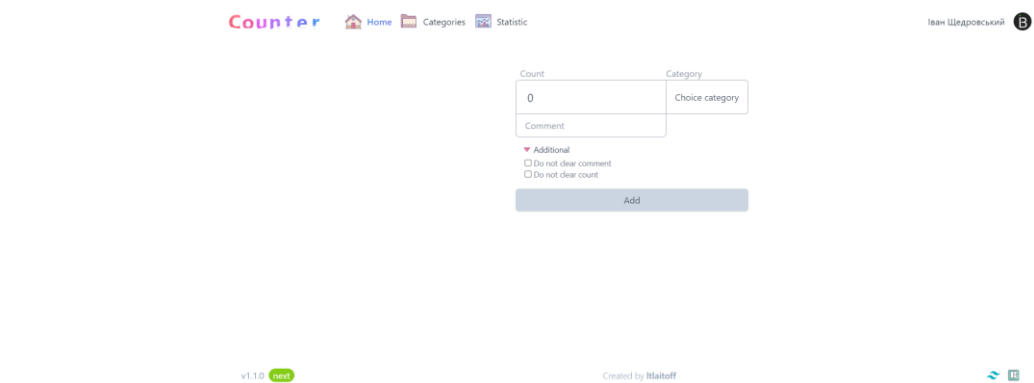 Counter Home Categories Statistic Іван Щедровський B
Count Category
0 Choice category
Comment
Additional
Do not clear comment
Do not clear count
Add
v1.1.0 next Created by ltlaitoff